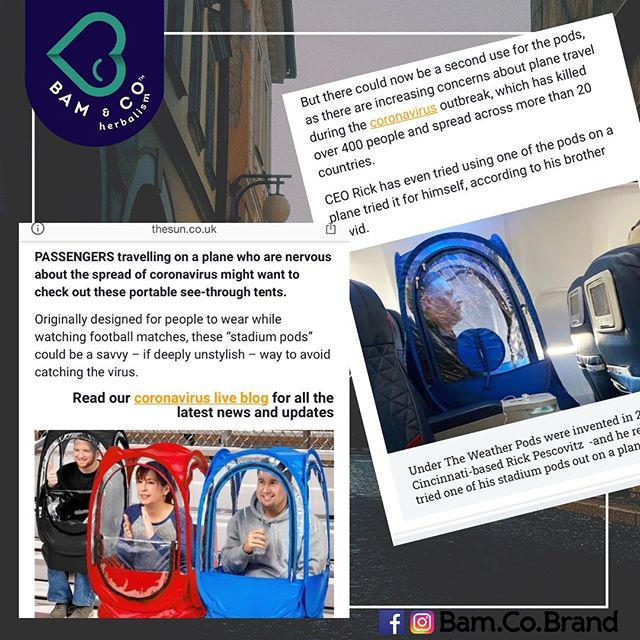 BAM & CO™
herbalism
But there could now be a second use for the pods,
as there are increasing concerns about plane travel
during the coronavirus outbreak, which has killed
over 400 people and spread across more than 20
countries.
CEO Rick has even tried using one of the pods on a
plane tried it for himself, according to his brother
vid.
thesun.co.uk
PASSENGERS travelling on a plane who are nervous
about the spread of coronavirus might want to
check out these portable see-through tents.
Originally designed for people to wear while
watching football matches, these “stadium pods”
could be a savvy – if deeply unstylish – way to avoid
catching the virus.
Read our coronavirus live blog for all the
latest news and updates
Under The Weather Pods were invented in 2
Cincinnati-based Rick Pescovitz -and he re
tried one of his stadium pods out on a plan
Bam.Co.Brand